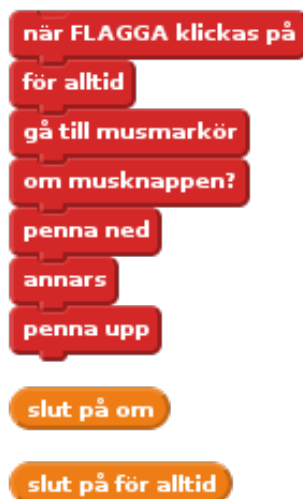 när FLAGGA klickas på
för alltid
gå till musmarkör
om musknappen?
penna ned
annars
penna upp
slut på om
slut på för alltid